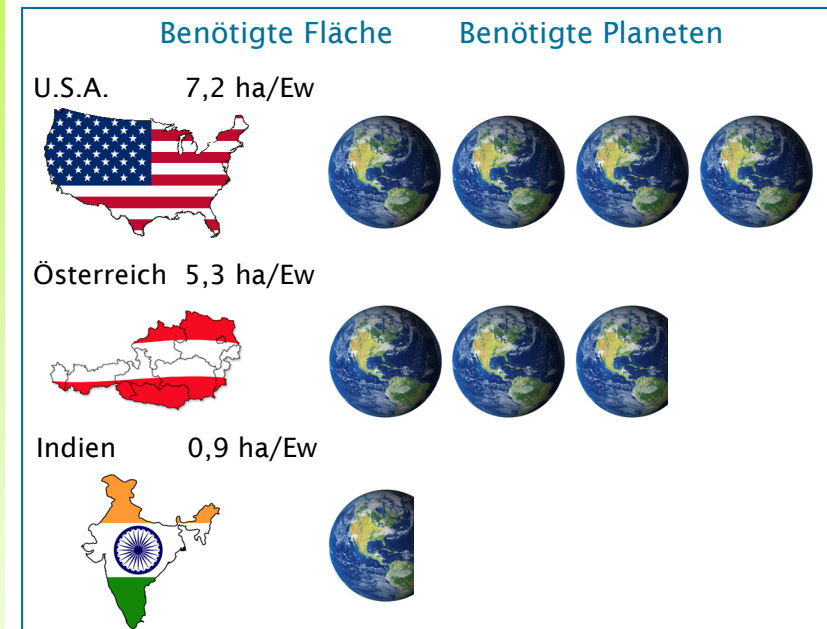 Benötigte Fläche Benötigte Planeten
U.S.A. 7,2 ha/Ew
Österreich 5,3 ha/Ew
Indien 0,9 ha/Ew